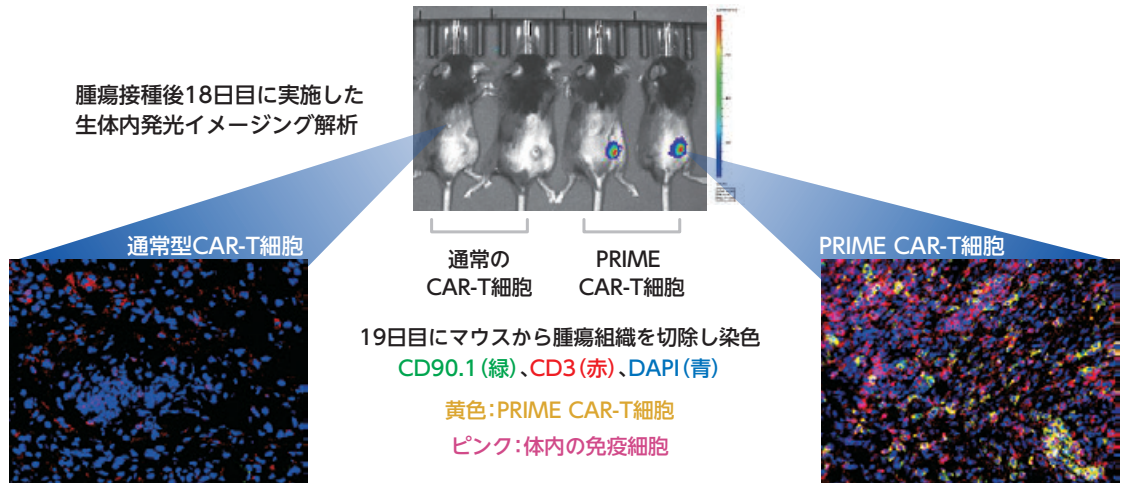 腫瘍接種後18日目に実施した
生体内発光イメージング解析
通常型CAR-T細胞
PRIME CAR-T細胞
通常の
CAR-T細胞
PRIME
CAR-T細胞
19日目にマウスから腫瘍組織を切除し染色
CD90.1（緑）、CD3（赤）、DAPI（青）
黄色：PRIME CAR-T細胞
ピンク：体内の免疫細胞